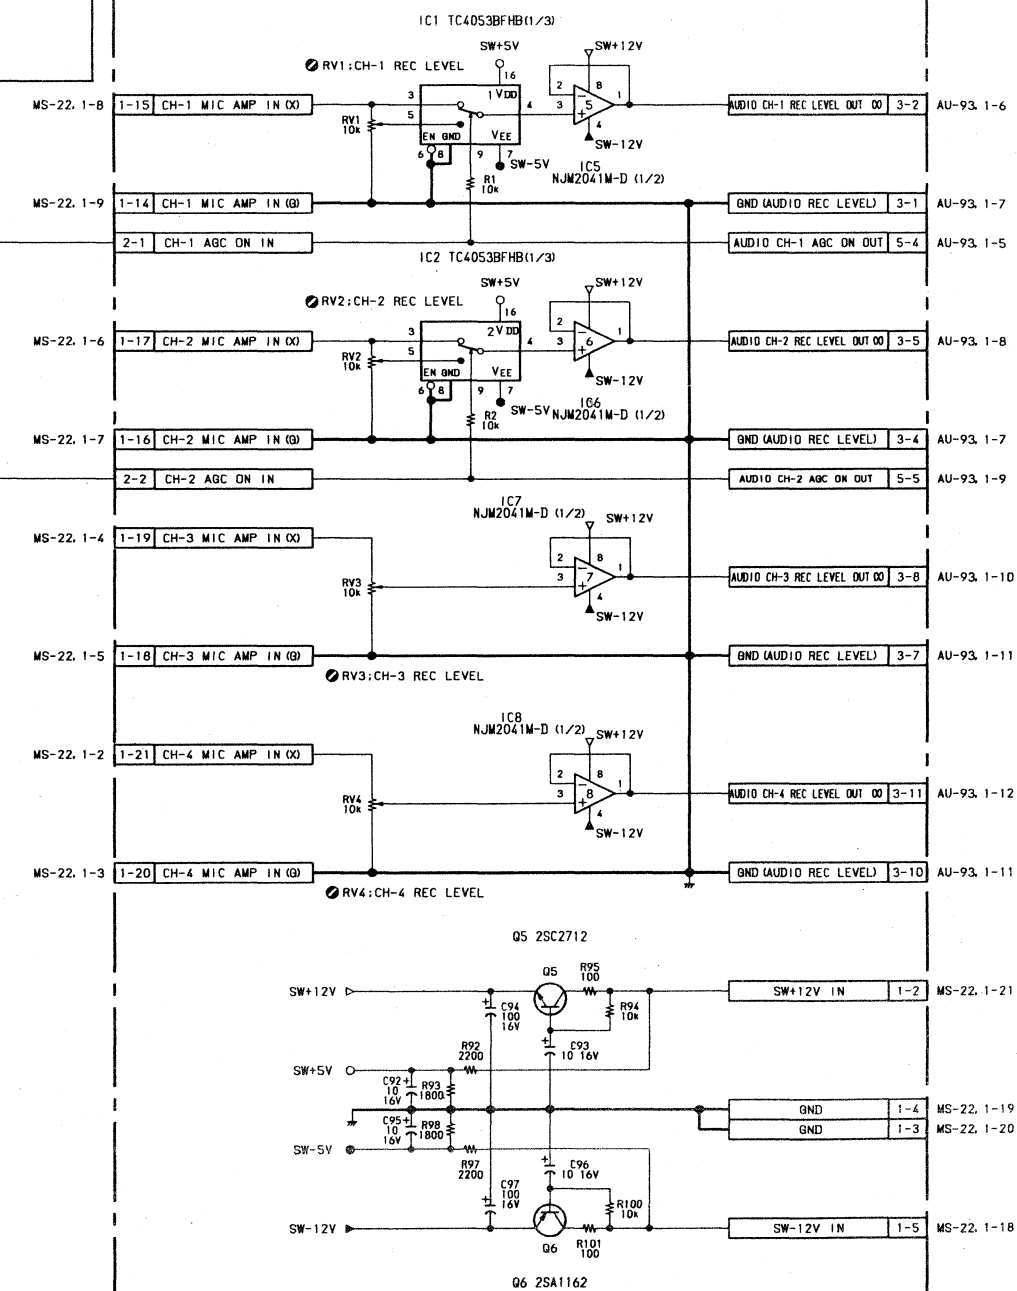 IC1 TC4053BFHB(1/3)
SW+5V
SW+12V
RV1:CH-1 REC LEVEL
16
1 VDD
2
8
1
3
4
3
5
MS-22, 1-8
1-15
CH-1 MIC AMP IN (X)
AUDIO CH-1 REC LEVEL OUT (X)
3-2
AU-93, 1-6
5
RV1
10k
EN GND
VEE
4
SW-12V
6
8
9
7
SW-5V
R1
10k
IC5
NJM2041M-D (1/2)
MS-22, 1-9
1-14
CH-1 MIC AMP IN (G)
GND (AUDIO REC LEVEL)
3-1
AU-93, 1-7
2-1
CH-1 AGC ON IN
AUDIO CH-1 AGC ON OUT
5-4
AU-93, 1-5
IC2 TC4053BFHB(1/3)
SW+5V
SW+12V
RV2:CH-2 REC LEVEL
16
2 VDD
2
8
1
3
4
3
6
MS-22, 1-6
1-17
CH-2 MIC AMP IN (X)
AUDIO CH-2 REC LEVEL OUT (X)
3-5
AU-93, 1-8
5
RV2
10k
EN GND
VEE
4
SW-12V
6
8
9
7
SW-5V
R2
10k
IC6
NJM2041M-D (1/2)
MS-22, 1-7
1-16
CH-2 MIC AMP IN (G)
GND (AUDIO REC LEVEL)
3-4
AU-93, 1-7
2-2
CH-2 AGC ON IN
AUDIO CH-2 AGC ON OUT
5-5
AU-93, 1-9
IC7
NJM2041M-D (1/2)
SW+12V
MS-22, 1-4
1-19
CH-3 MIC AMP IN (X)
2
8
1
3
7
4
RV3
10k
AUDIO CH-3 REC LEVEL OUT (X)
3-8
AU-93, 1-10
SW-12V
MS-22, 1-5
1-18
CH-3 MIC AMP IN (G)
GND (AUDIO REC LEVEL)
3-7
AU-93, 1-11
RV3:CH-3 REC LEVEL
IC8
NJM2041M-D (1/2)
SW+12V
MS-22, 1-2
1-21
CH-4 MIC AMP IN (X)
2
8
1
3
8
4
RV4
10k
AUDIO CH-4 REC LEVEL OUT (X)
3-11
AU-93, 1-12
SW-12V
MS-22, 1-3
1-20
CH-4 MIC AMP IN (G)
GND (AUDIO REC LEVEL)
3-10
AU-93, 1-11
RV4:CH-4 REC LEVEL
Q5 2SC2712
Q5
R95
100
SW+12V
SW+12V IN
1-2
MS-22, 1-21
C94
100
16V
R94
10k
C93
10 16V
R92
2200
SW+5V
C92
10
16V
R93
1800
GND
1-4
MS-22, 1-19
C95
10
16V
R98
1800
GND
1-3
MS-22, 1-20
SW-5V
R97
2200
C96
10 16V
C97
100
16V
R100
10k
SW-12V
SW-12V IN
1-5
MS-22, 1-18
Q6
R101
100
Q6 2SA1162